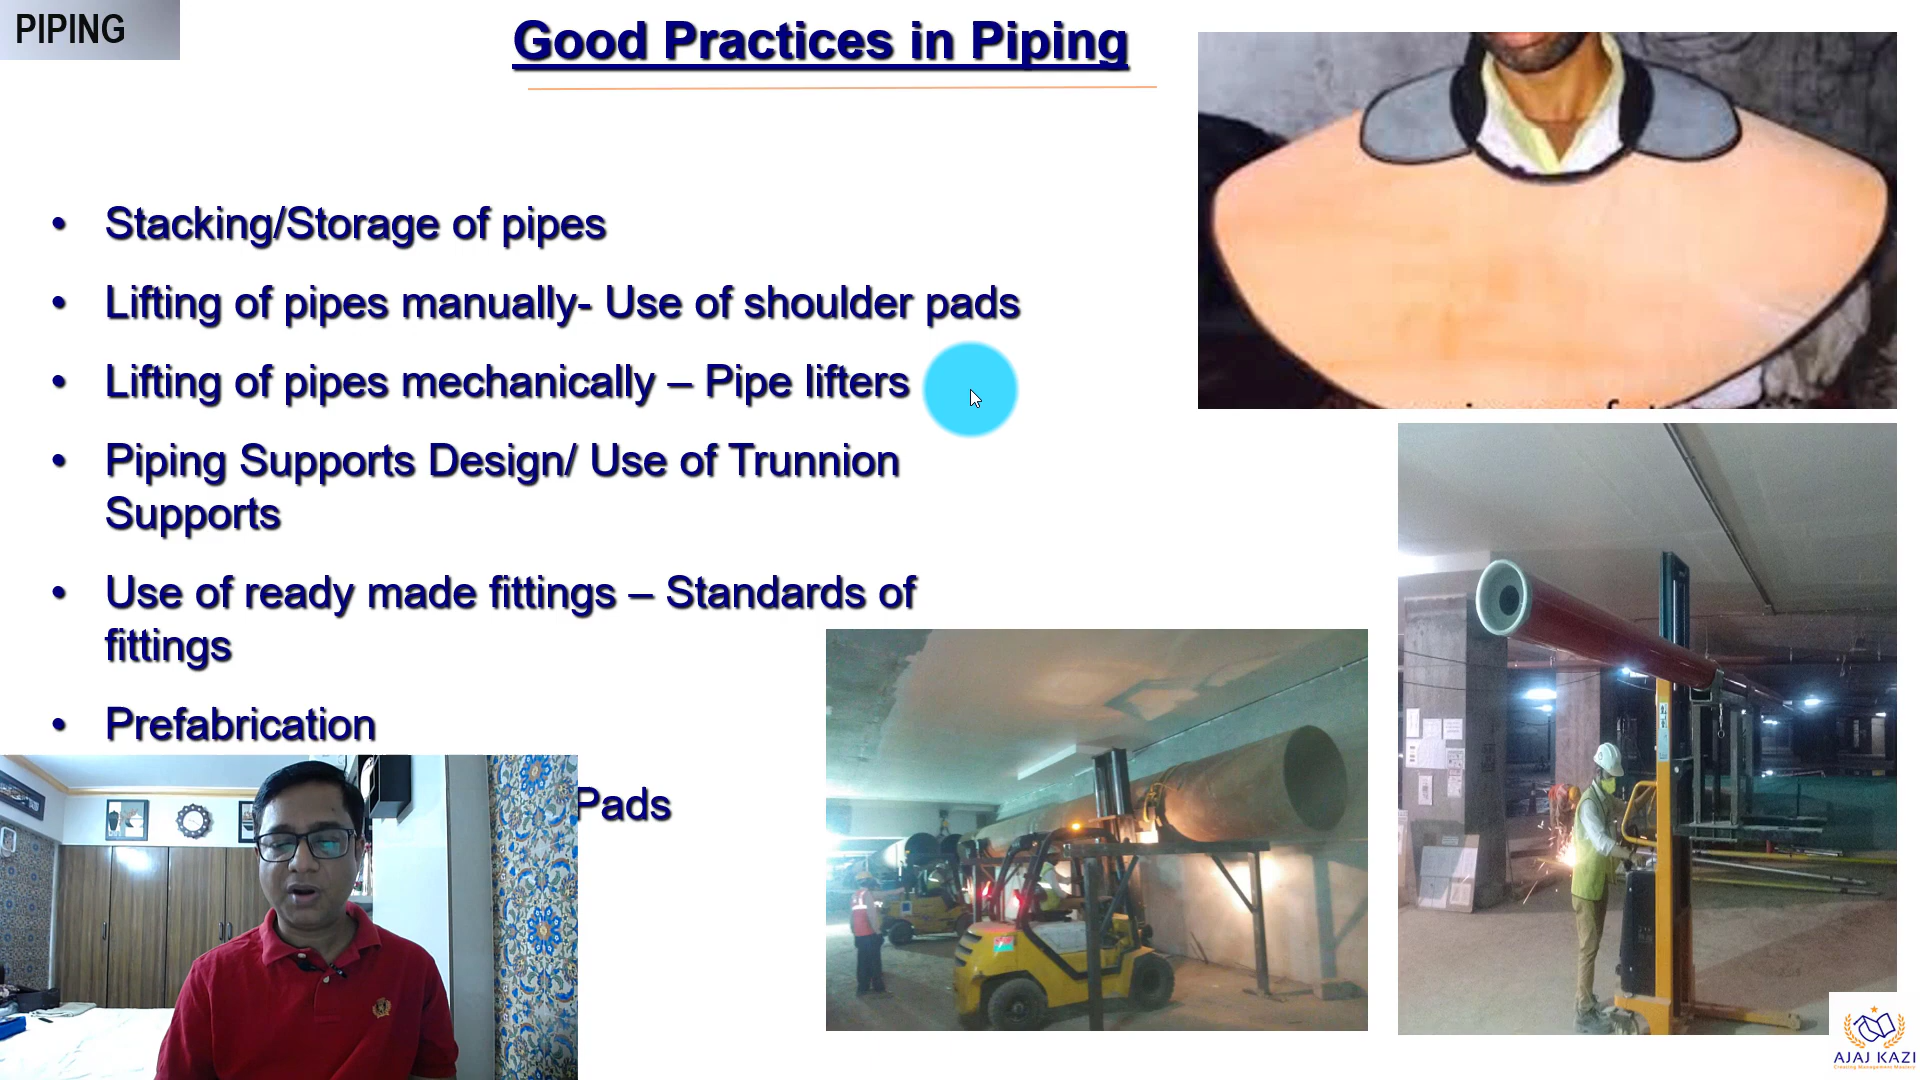 PIPING
Good Practices in Piping
• Stacking/Storage of pipes
• Lifting of pipes manually- Use of shoulder pads
• Lifting of pipes mechanically – Pipe lifters
• Piping Supports Design/ Use of Trunnion
Supports
• Use of ready made fittings – Standards of
fittings
• Prefabrication
Pads
AJAJ KAZI